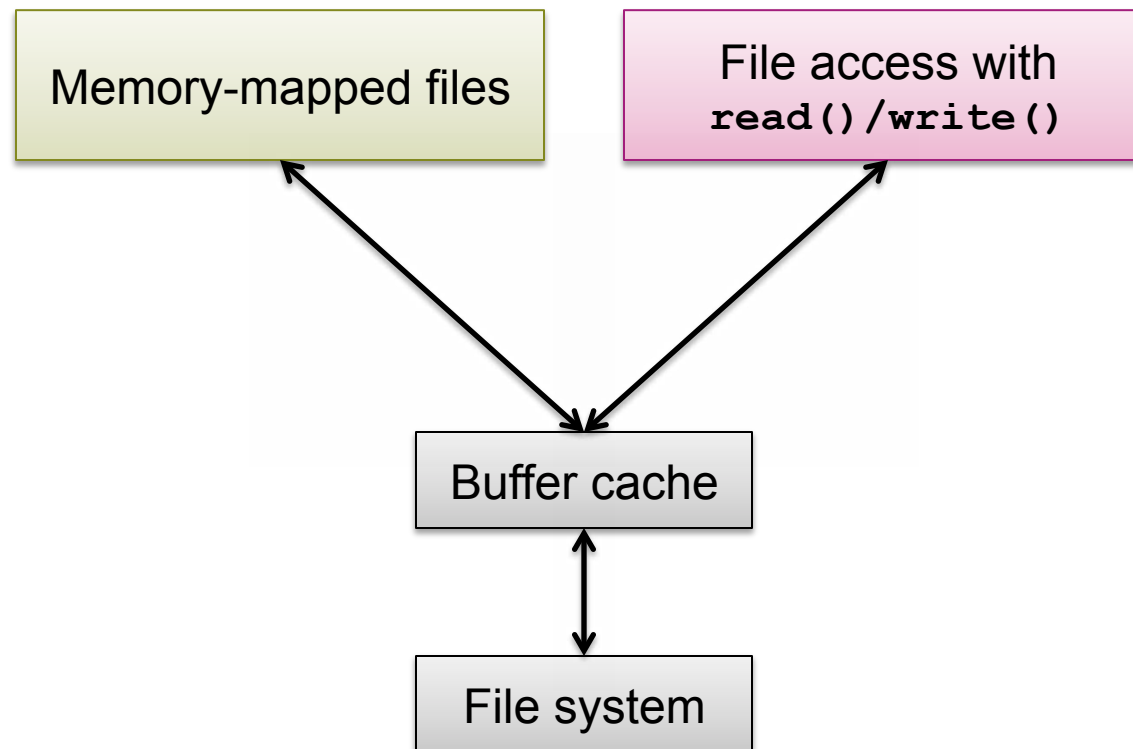 Memory-mapped files
File access with
read()/write()
Buffer cache
File system